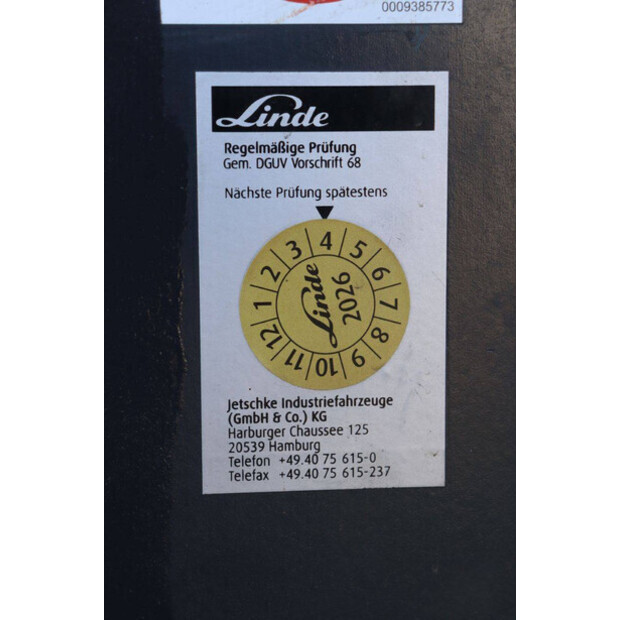 0009385773
Linde
Regelmäßige Prüfung
Gem. DGUV Vorschrift 68
Nächste Prüfung spätestens
1 2 3 4 5 6 7 8 9 10 11 12
Linde
2026
Jetschke Industriefahrzeuge
(GmbH & Co.) KG
Harburger Chaussee 125
20539 Hamburg
Telefon +49.40 75 615-0
Telefax +49.40 75 615-237